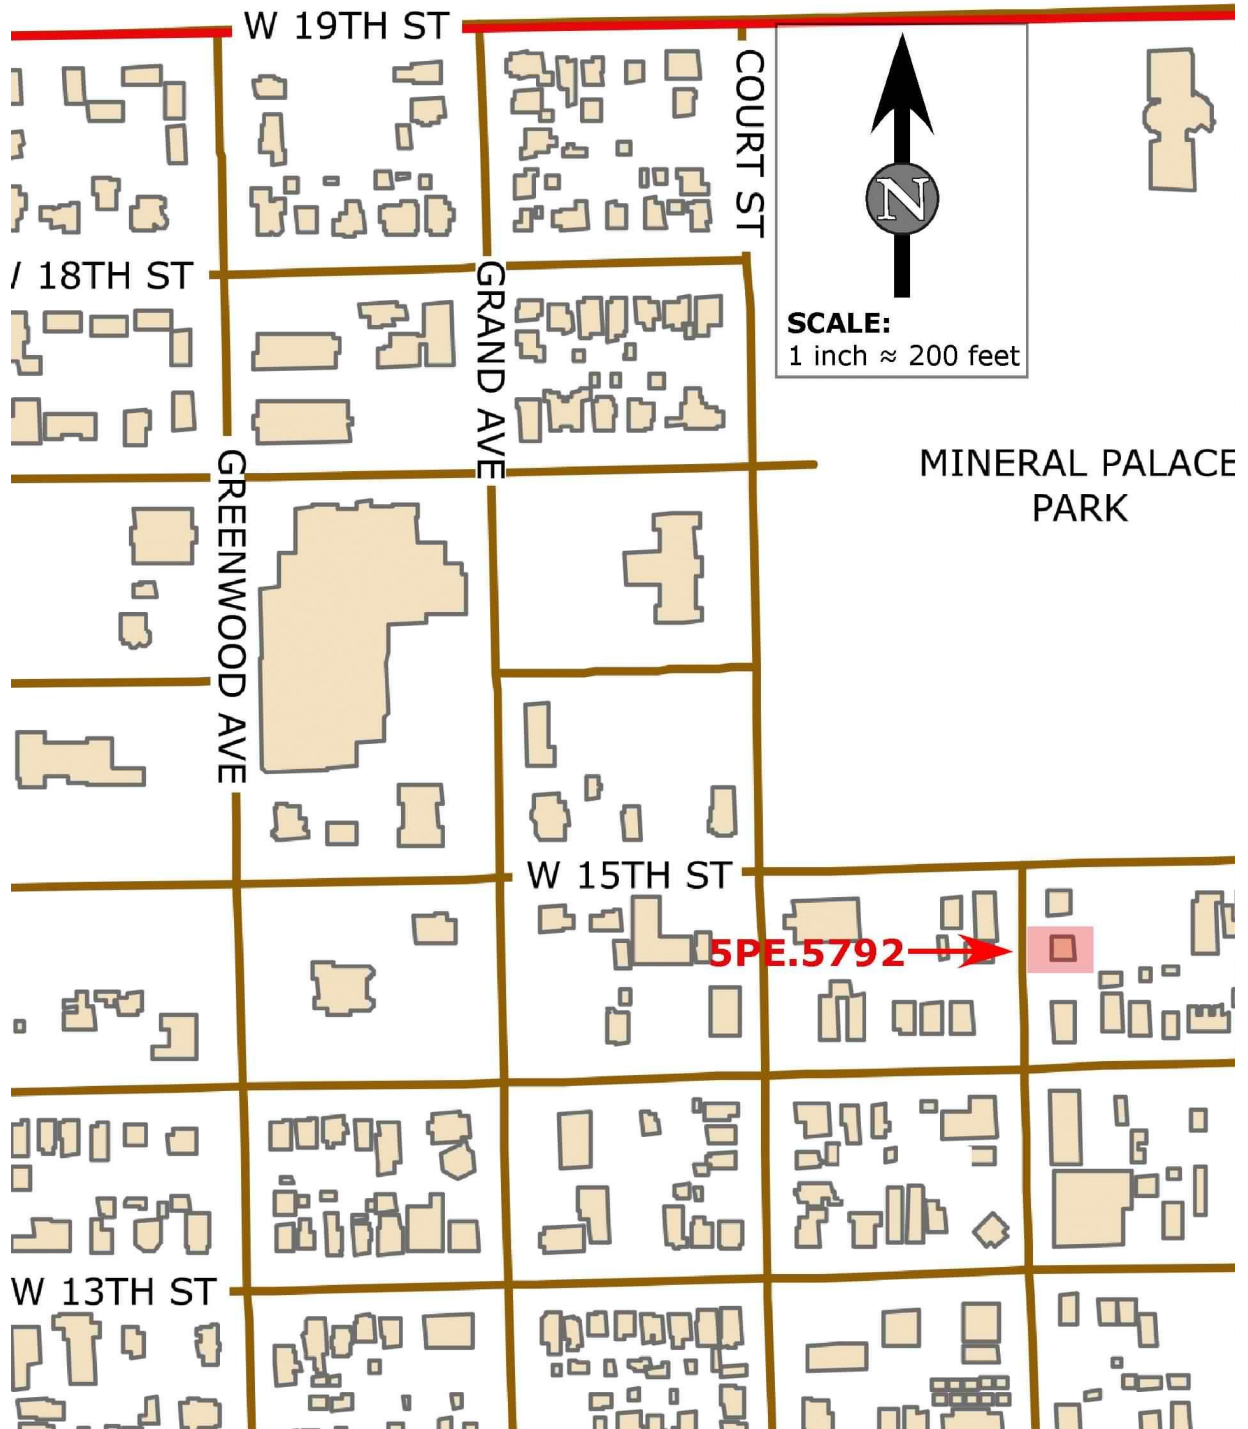 W 19TH ST
COURT ST
N
W 18TH ST
GRAND AVE
SCALE:
1 inch ≈ 200 feet
GREENWOOD AVE
MINERAL PALACE
PARK
W 15TH ST
5PE.5792
W 13TH ST